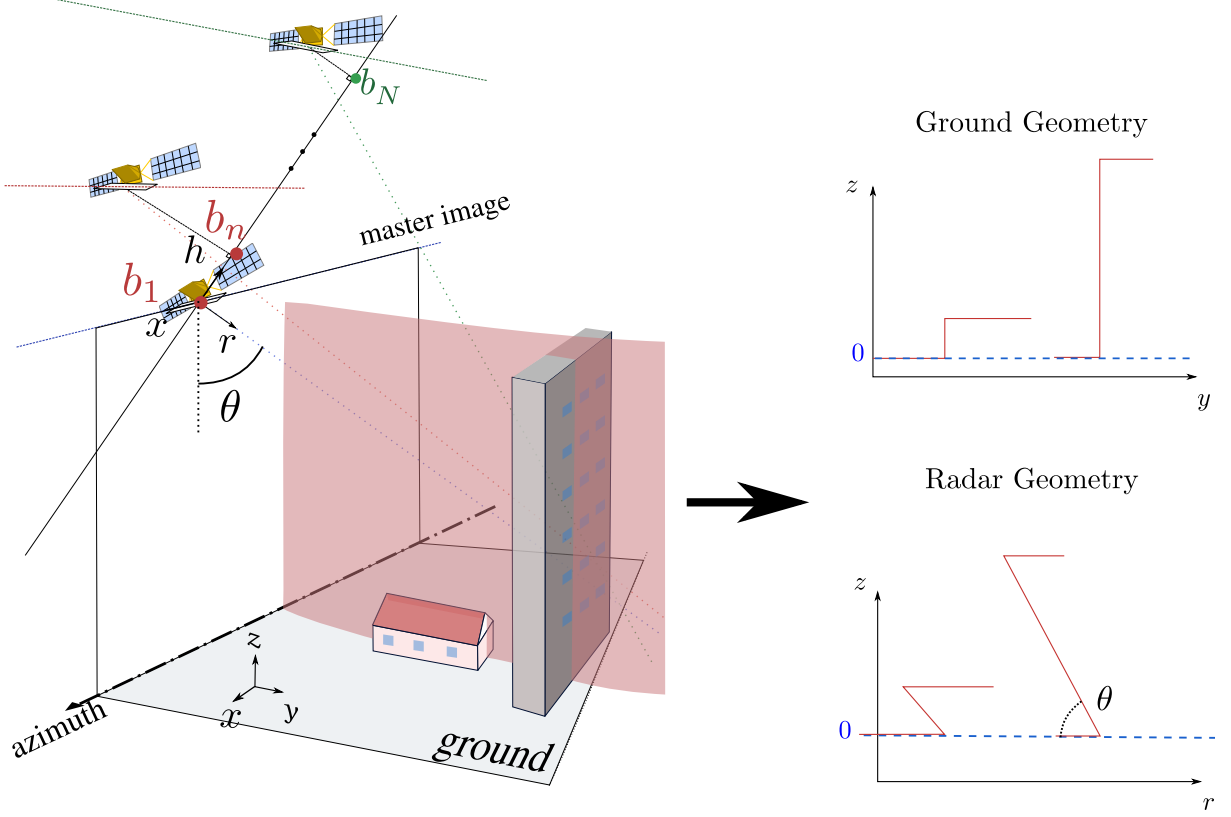 b_N
b_n
master image
h
b_1
x
r
θ
z
x
y
azimuth
ground
Ground Geometry
z
0
y
Radar Geometry
z
θ
0
r